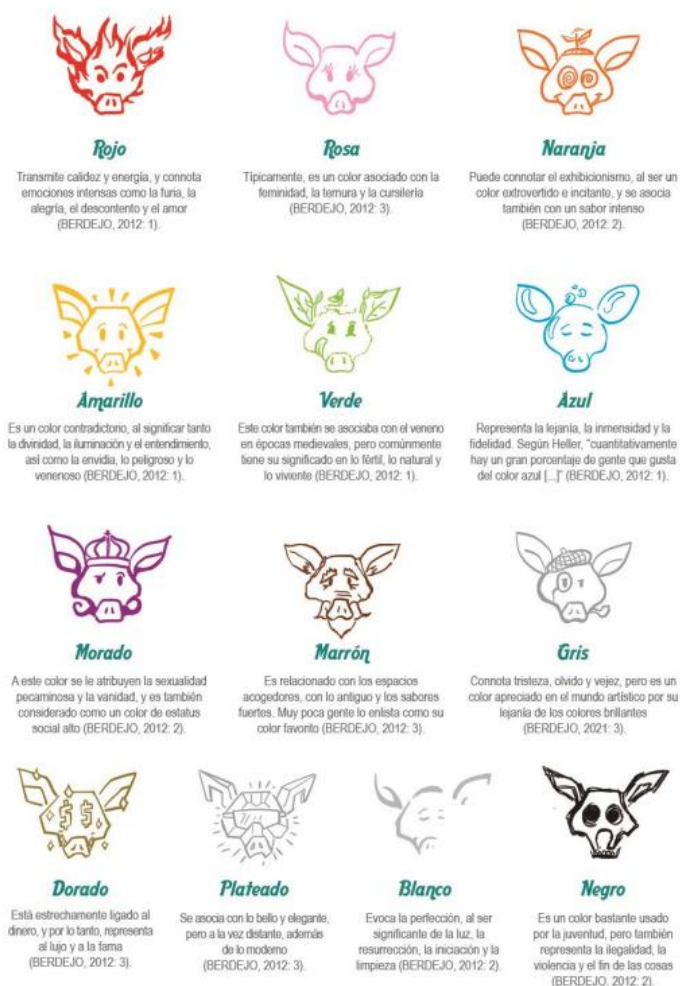 Rojo
Transmite calidez y energía, y connota
emociones intensas como la furia, la
alegría, el descontento y el amor
(BERDEJO, 2012: 1).
Rosa
Típicamente, es un color asociado con la
feminidad, la ternura y la cursilería
(BERDEJO, 2012: 3).
Naranja
Puede connotar el exhibicionismo, al ser un
color extrovertido e incitante, y se asocia
también con un sabor intenso
(BERDEJO, 2012: 2).
Amarillo
Es un color contradictorio, al significar tanto
la divinidad, la iluminación y el entendimiento,
así como la envidia, lo peligroso y lo
venenoso (BERDEJO, 2012: 1).
Verde
Este color también se asociaba con el veneno
en épocas medievales, pero comúnmente
tiene su significado en lo fértil, lo natural y
lo viviente (BERDEJO, 2012: 1).
Azul
Representa la lejanía, la inmensidad y la
fidelidad. Según Heller, “cuantitativamente
hay un gran porcentaje de gente que gusta
del color azul [...]” (BERDEJO, 2012: 1).
Morado
A este color se le atribuyen la sexualidad
pecaminosa y la vanidad, y es también
considerado como un color de estatus
social alto (BERDEJO, 2012: 2).
Marrón
Es relacionado con los espacios
acogedores, con lo antiguo y los sabores
fuertes. Muy poca gente lo enlista como su
color favorito (BERDEJO, 2012: 3).
Gris
Connota tristeza, olvido y vejez, pero es un
color apreciado en el mundo artístico por su
lejanía de los colores brillantes
(BERDEJO, 2021: 3).
$ $
Dorado
Está estrechamente ligado al
dinero, y por lo tanto, representa
al lujo y a la fama
(BERDEJO, 2012: 3).
Plateado
Se asocia con lo bello y elegante,
pero a la vez distante, además
de lo moderno
(BERDEJO, 2012: 3).
Blanco
Evoca la perfección, al ser
significante de la luz, la
resurrección, la iniciación y la
limpieza (BERDEJO, 2012: 2).
Negro
Es un color bastante usado
por la juventud, pero también
representa la ilegalidad, la
violencia y el fin de las cosas
(BERDEJO, 2012: 2).